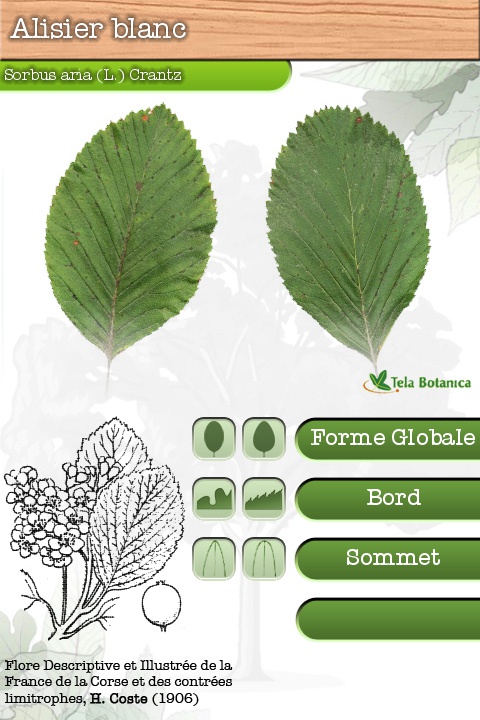 Alisier blanc
Sorbus aria (L.) Crantz
Tela Botanica
Forme Globale
Bord
Sommet
Flore Descriptive et Illustrée de la
France de la Corse et des contrées
limitrophes, H. Coste (1906)